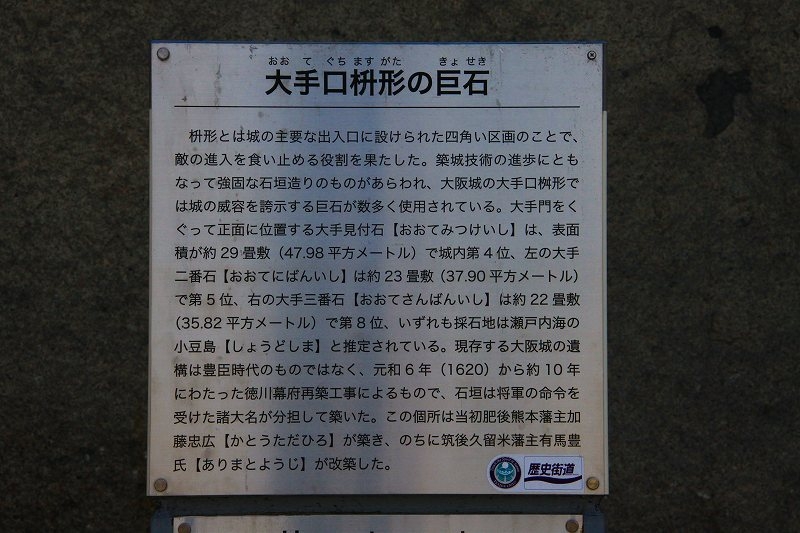 おお て ぐち ます がた きょ せき
大手口枡形の巨石
枡形とは城の主要な出入口に設けられた四角い区画のことで、
敵の進入を食い止める役割を果たした。築城技術の進歩にとも
なって強固な石垣造りのものがあらわれ、大阪城の大手口桝形で
は城の威容を誇示する巨石が数多く使用されている。大手門をく
ぐって正面に位置する大手見付石【おおてみつけいし】は、表面
積が約29畳敷（47.98平方メートル）で城内第4位、左の大手
二番石【おおてにばんいし】は約23畳敷（37.90平方メートル）
で第5位、右の大手三番石【おおてさんばんいし】は約22畳敷
（35.82平方メートル）で第8位、いずれも採石地は瀬戸内海の
小豆島【しょうどしま】と推定されている。現存する大阪城の遺
構は豊臣時代のものではなく、元和6年（1620）から約10年
にわたった徳川幕府再築工事によるもので、石垣は将軍の命令を
受けた諸大名が分担して築いた。この個所は当初肥後熊本藩主加
藤忠広【かとうただひろ】が築き、のちに筑後久留米藩主有馬豊
氏【ありまとようじ】が改築した。
歴史街道